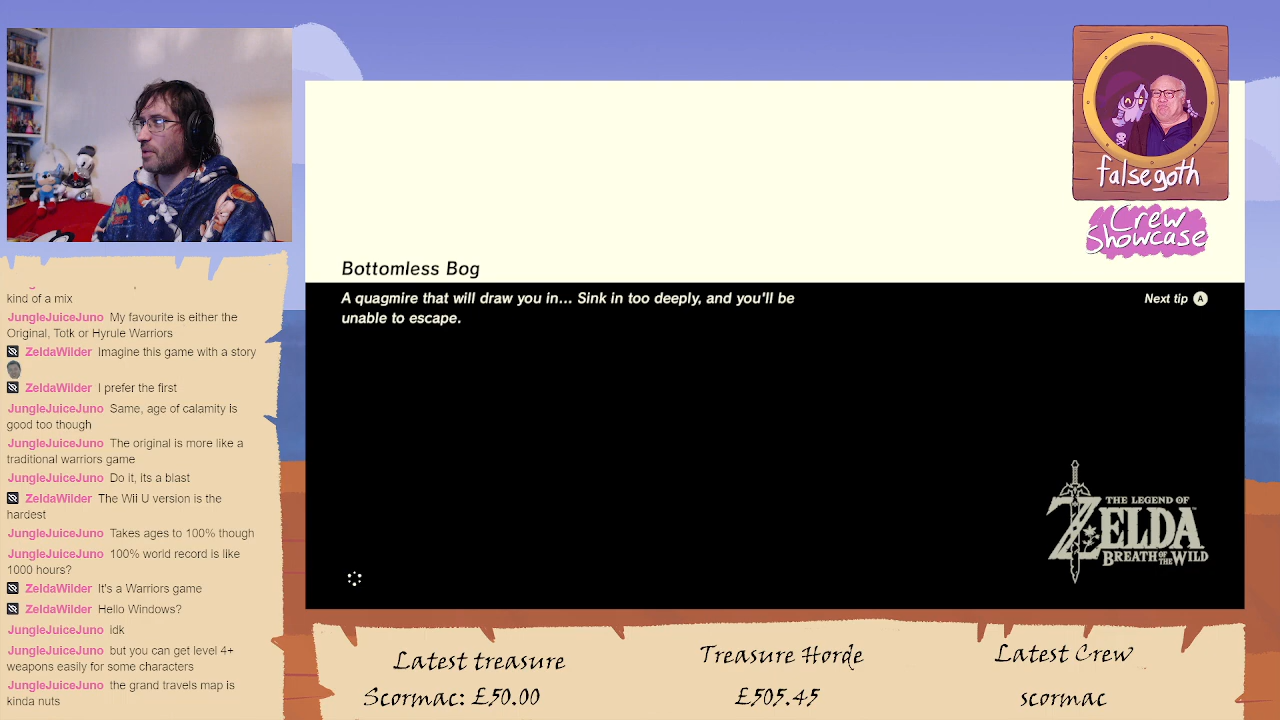 kind of a mix
JungleJuiceJuno My favourite is either the
Original, Totk or Hyrule Warriors
ZeldaWilder Imagine this game with a story
ZeldaWilder I prefer the first
JungleJuiceJuno Same, age of calamity is
good too though
JungleJuiceJuno The original is more like a
traditional warriors game
JungleJuiceJuno Do it, its a blast
ZeldaWilder The Wii U version is the
hardest
JungleJuiceJuno Takes ages to 100% though
JungleJuiceJuno 100% world record is like
1000 hours?
ZeldaWilder It's a Warriors game
ZeldaWilder Hello Windows?
JungleJuiceJuno Idk
JungleJuiceJuno but you can get level 4+
weapons easily for some characters
JungleJuiceJuno the grand travels map is
kinda nuts
Bottomless Bog
A quagmire that will draw you in... Sink in too deeply, and you'll be
unable to escape.
Next tip A
THE LEGEND OF
ZELDA
BREATH OF THE WILD
falsegoth
Crew
Showcase
Latest treasure
Scormac: £50.00
Treasure Horde
£505.45
Latest Crew
scormac